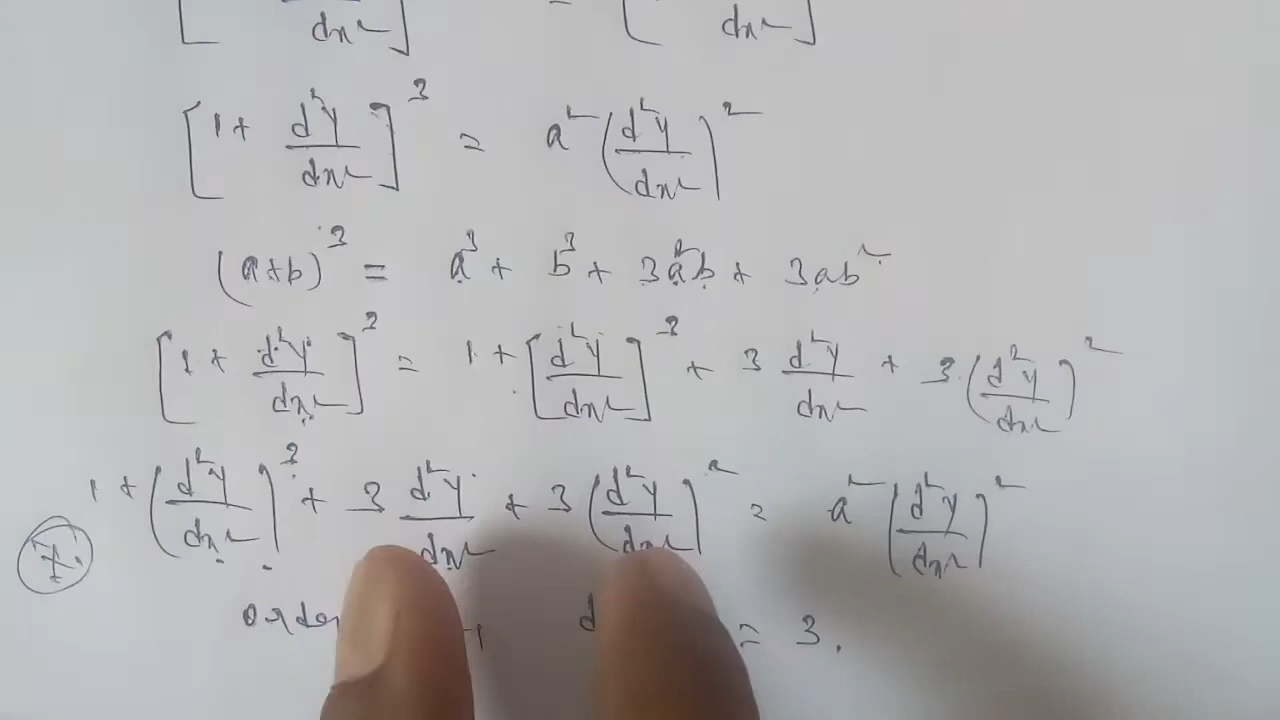 dx² ] = [ dx² ]
[1 + d²y/dx²]³ = a² (d²y/dx²)²
(a+b)³ = a³ + b³ + 3a²b + 3ab²
[1 + d²y/dx²]³ = 1 + [d²y/dx²]³ + 3 d²y/dx² + 3 (d²y/dx²)²
1 + (d²y/dx²)³ + 3 d²y/dx² + 3 (d²y/dx²)² = a² (d²y/dx²)²
order = 3.